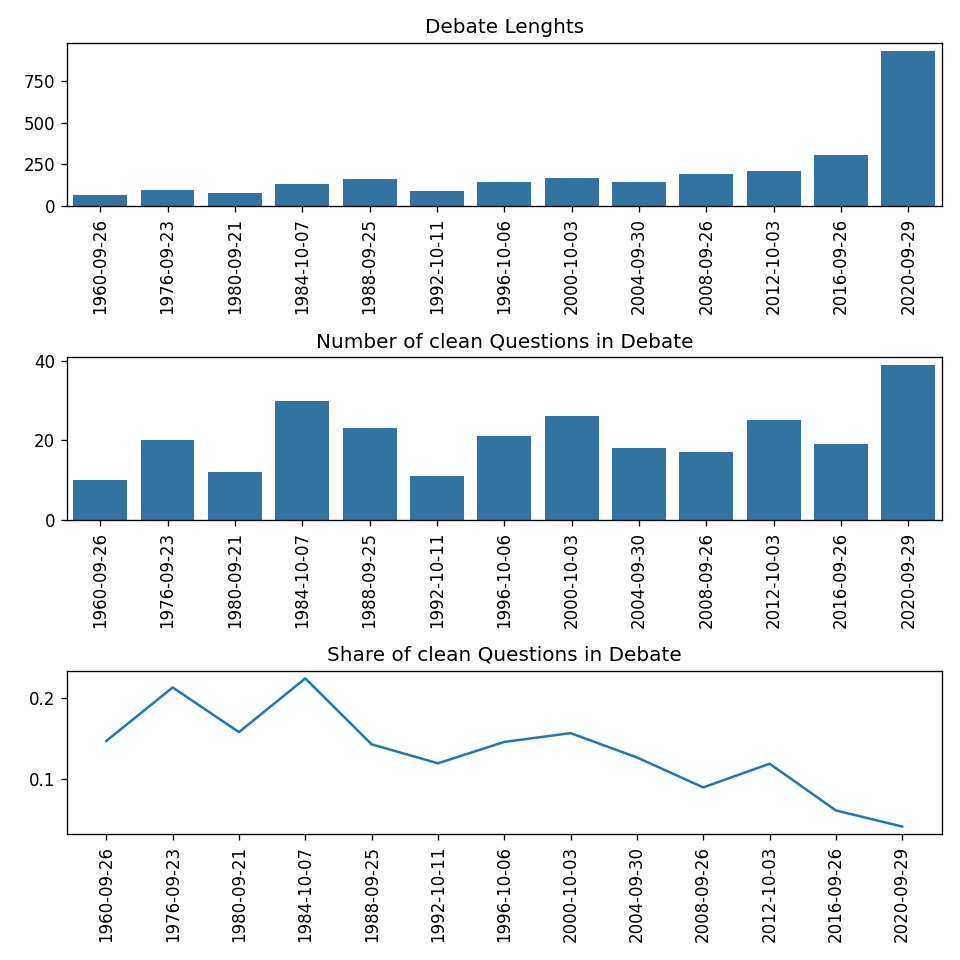 Debate Lenghts
750
500
250
0
1960-09-26 1976-09-23 1980-09-21 1984-10-07 1988-09-25 1992-10-11 1996-10-06 2000-10-03 2004-09-30 2008-09-26 2012-10-03 2016-09-26 2020-09-29
Number of clean Questions in Debate
40
20
0
1960-09-26 1976-09-23 1980-09-21 1984-10-07 1988-09-25 1992-10-11 1996-10-06 2000-10-03 2004-09-30 2008-09-26 2012-10-03 2016-09-26 2020-09-29
Share of clean Questions in Debate
0.2
0.1
1960-09-26 1976-09-23 1980-09-21 1984-10-07 1988-09-25 1992-10-11 1996-10-06 2000-10-03 2004-09-30 2008-09-26 2012-10-03 2016-09-26 2020-09-29